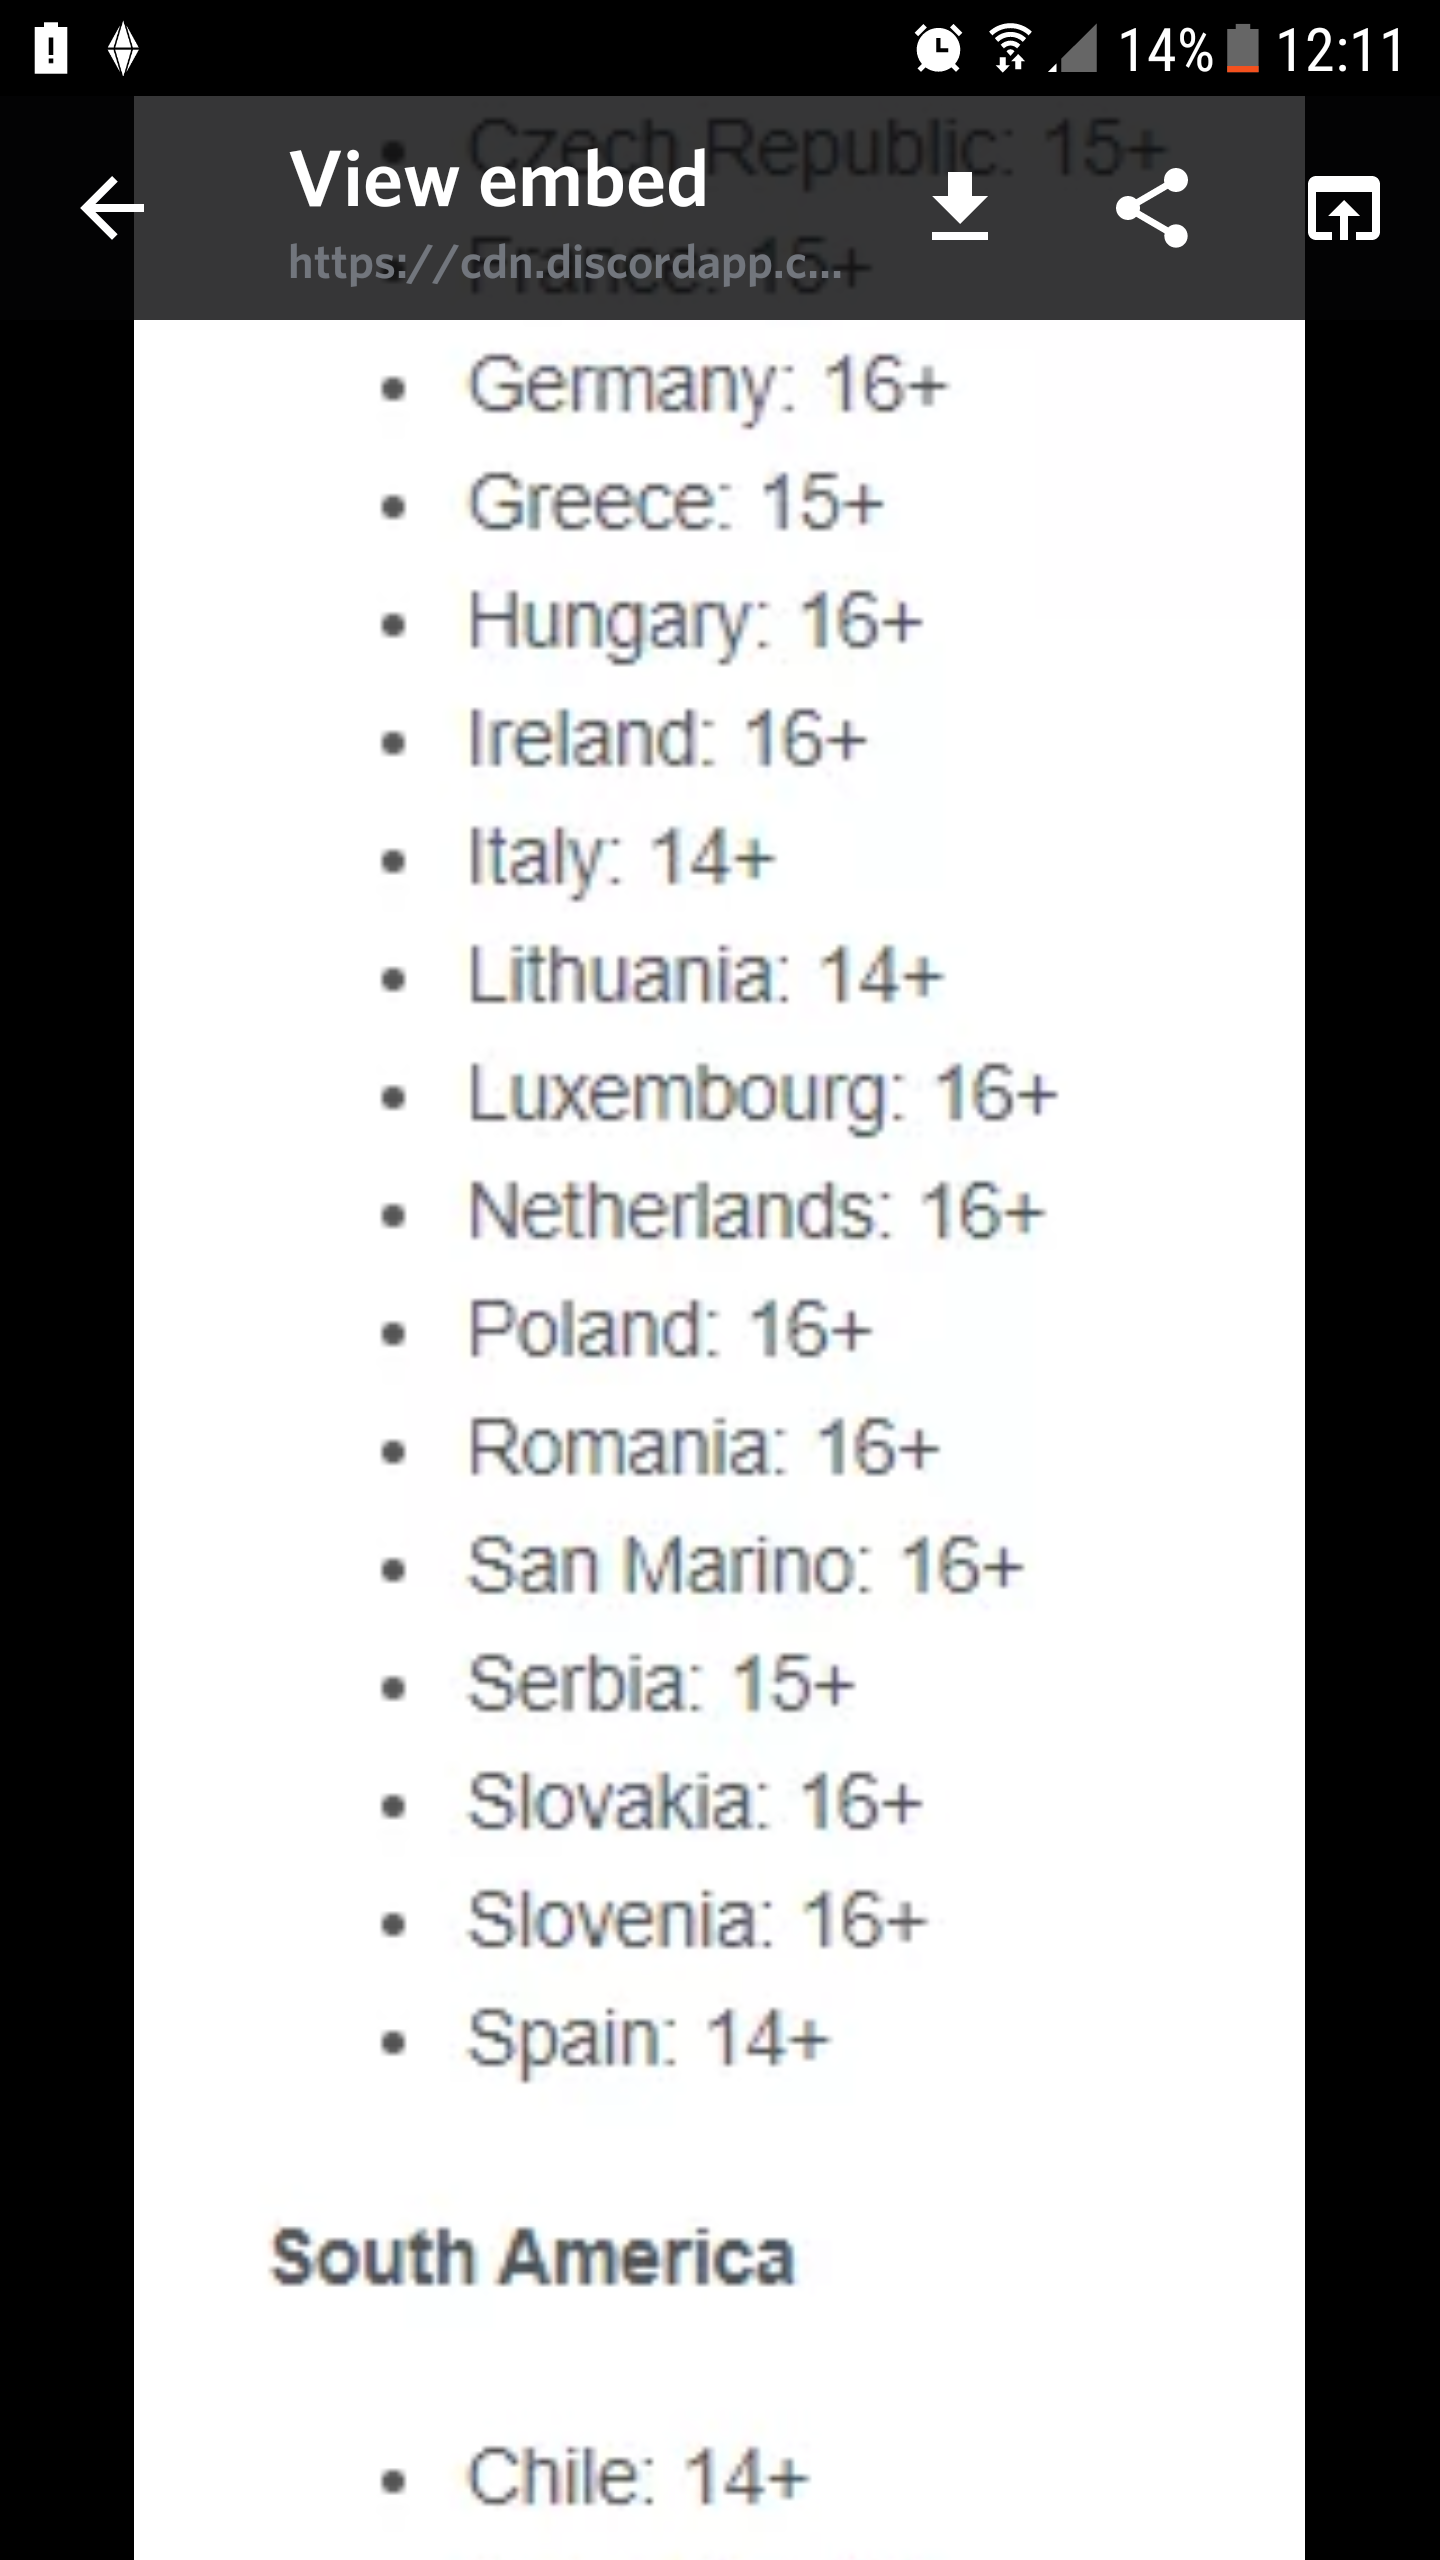 14% 12:11
Czech Republic: 15+
View embed
https://cdn.discordapp.c...
France: 15+
Germany: 16+
Greece: 15+
Hungary: 16+
Ireland: 16+
Italy: 14+
Lithuania: 14+
Luxembourg: 16+
Netherlands: 16+
Poland: 16+
Romania: 16+
San Marino: 16+
Serbia: 15+
Slovakia: 16+
Slovenia: 16+
Spain: 14+
South America
Chile: 14+